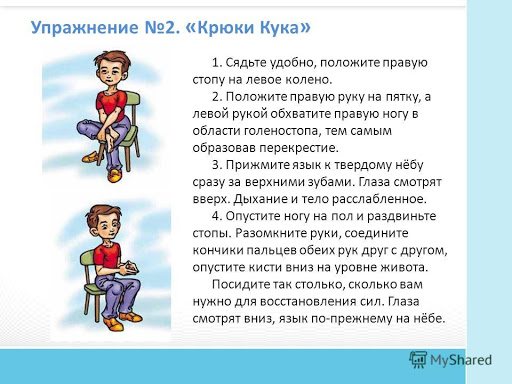 Упражнение №2. «Крюки Кука»
1. Сядьте удобно, положите правую
стопу на левое колено.
2. Положите правую руку на пятку, а
левой рукой обхватите правую ногу в
области голеностопа, тем самым
образовав перекрестие.
3. Прижмите язык к твердому нёбу
сразу за верхними зубами. Глаза смотрят
вверх. Дыхание и тело расслабленное.
4. Опустите ногу на пол и раздвиньте
стопы. Разомкните руки, соедините
кончики пальцев обеих рук друг с другом,
опустите кисти вниз на уровне живота.
Посидите так столько, сколько вам
нужно для восстановления сил. Глаза
смотрят вниз, язык по-прежнему на нёбе.
MyShared